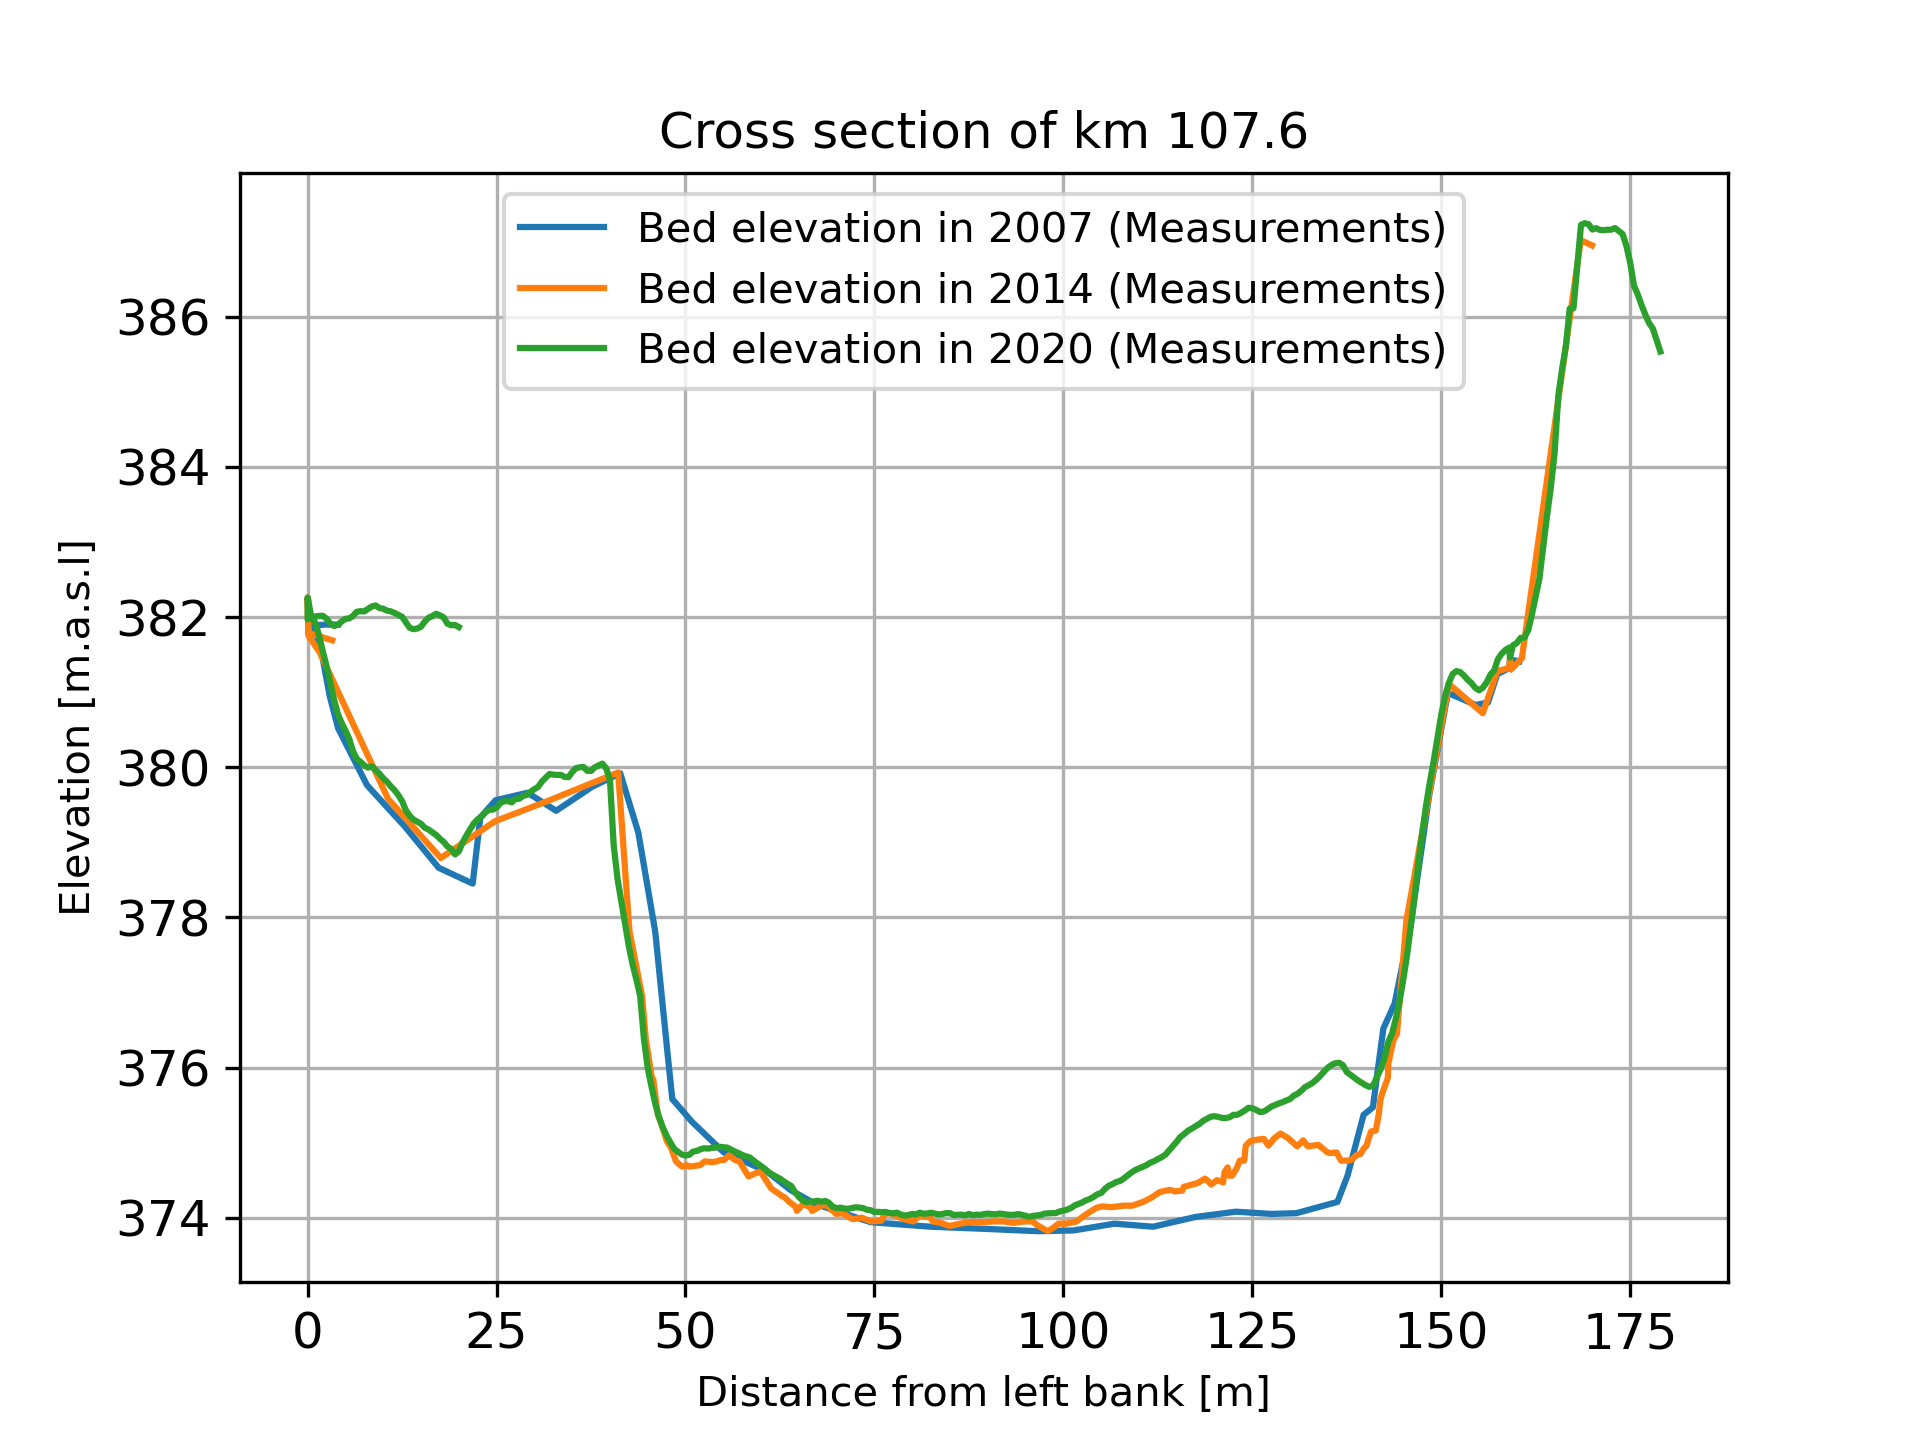 Cross section of km 107.6
Bed elevation in 2007 (Measurements)
Bed elevation in 2014 (Measurements)
Bed elevation in 2020 (Measurements)
Elevation [m.a.s.l]
386
384
382
380
378
376
374
0 25 50 75 100 125 150 175
Distance from left bank [m]